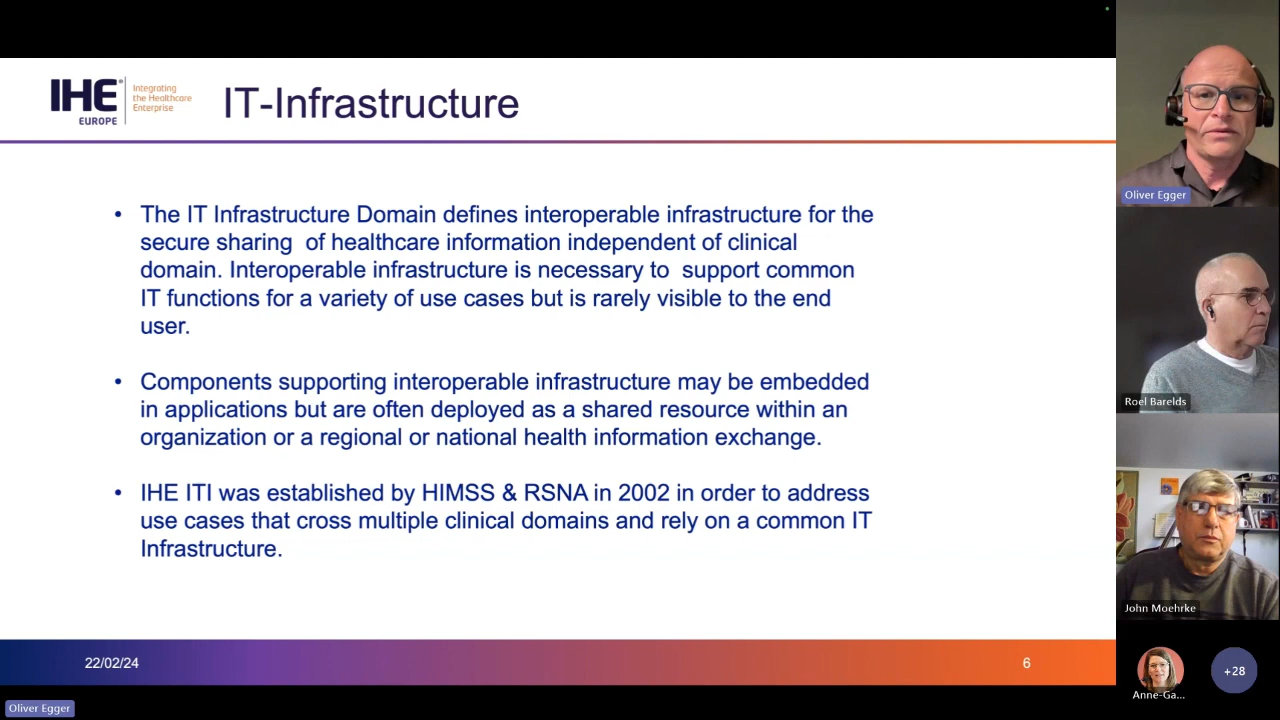 IHE
EUROPE
Integrating
the Healthcare
Enterprise
IT-Infrastructure
• The IT Infrastructure Domain defines interoperable infrastructure for the
secure sharing of healthcare information independent of clinical
domain. Interoperable infrastructure is necessary to support common
IT functions for a variety of use cases but is rarely visible to the end
user.
• Components supporting interoperable infrastructure may be embedded
in applications but are often deployed as a shared resource within an
organization or a regional or national health information exchange.
• IHE ITI was established by HIMSS & RSNA in 2002 in order to address
use cases that cross multiple clinical domains and rely on a common IT
Infrastructure.
22/02/24
6
Oliver Egger
Oliver Egger
Roel Barelds
John Moehrke
Anne-Ga...
+28